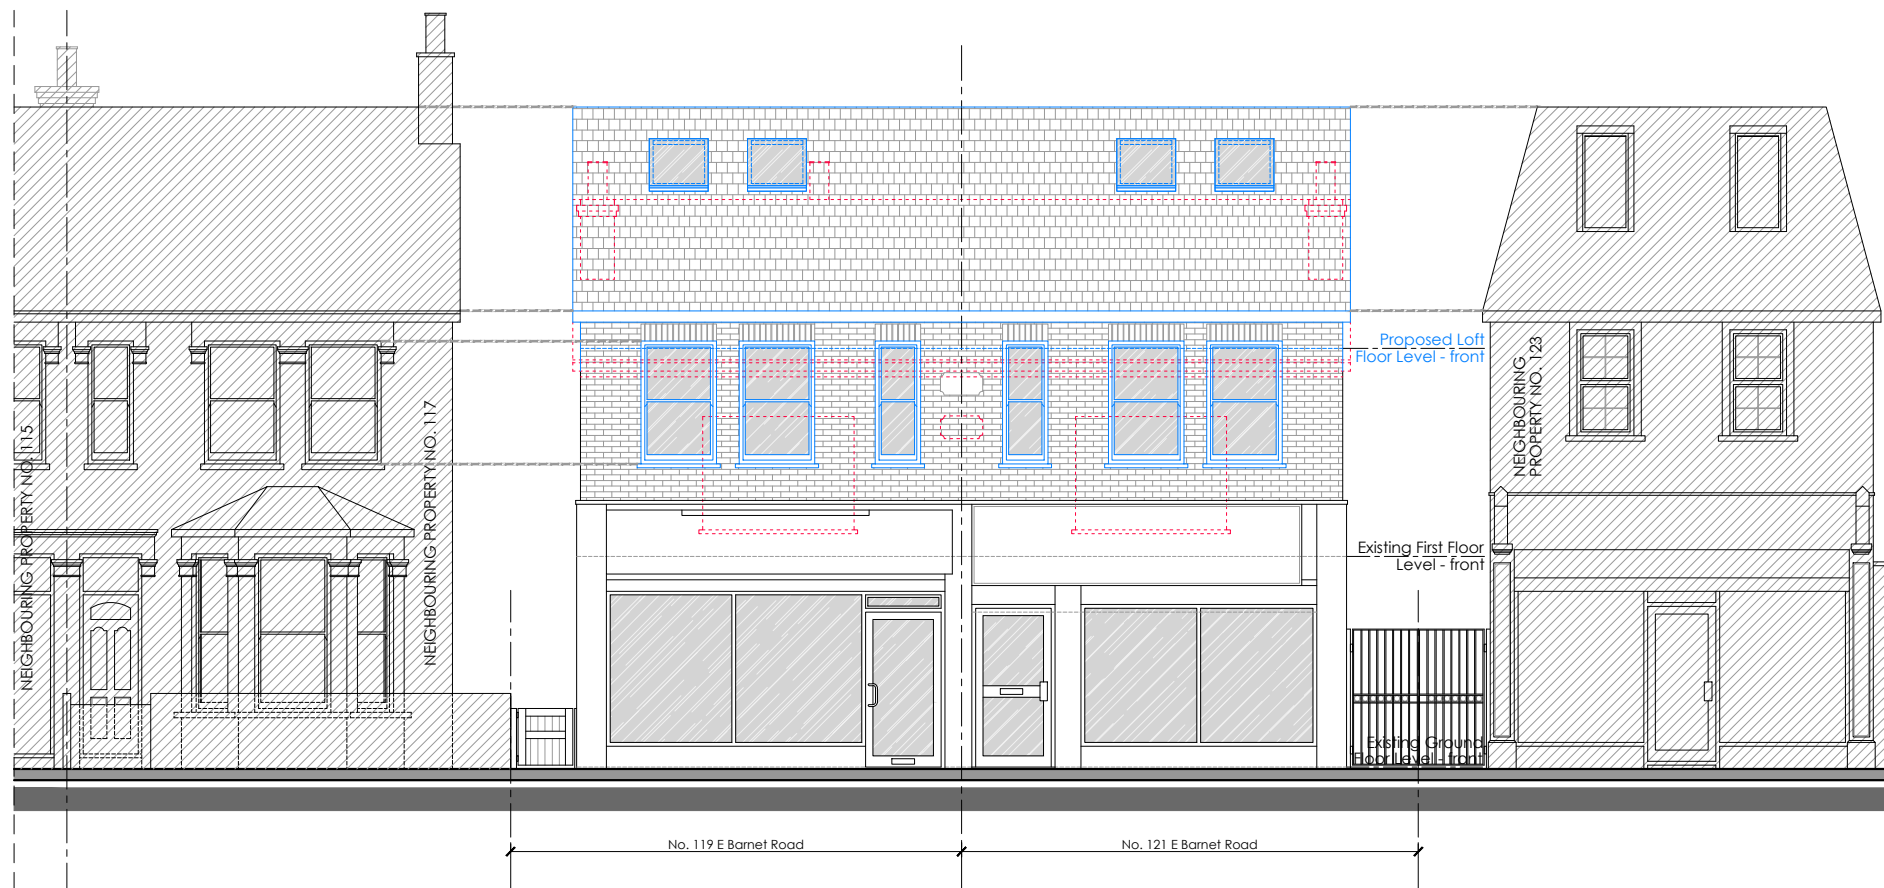 Proposed Loft
Floor Level - front
NEIGHBOURING
PROPERTY NO. 123
NEIGHBOURING PROPERTY NO. 115
NEIGHBOURING PROPERTY NO. 117
Existing First Floor
Level - front
Existing Ground
Floor Level - front
No. 119 E Barnet Road
No. 121 E Barnet Road